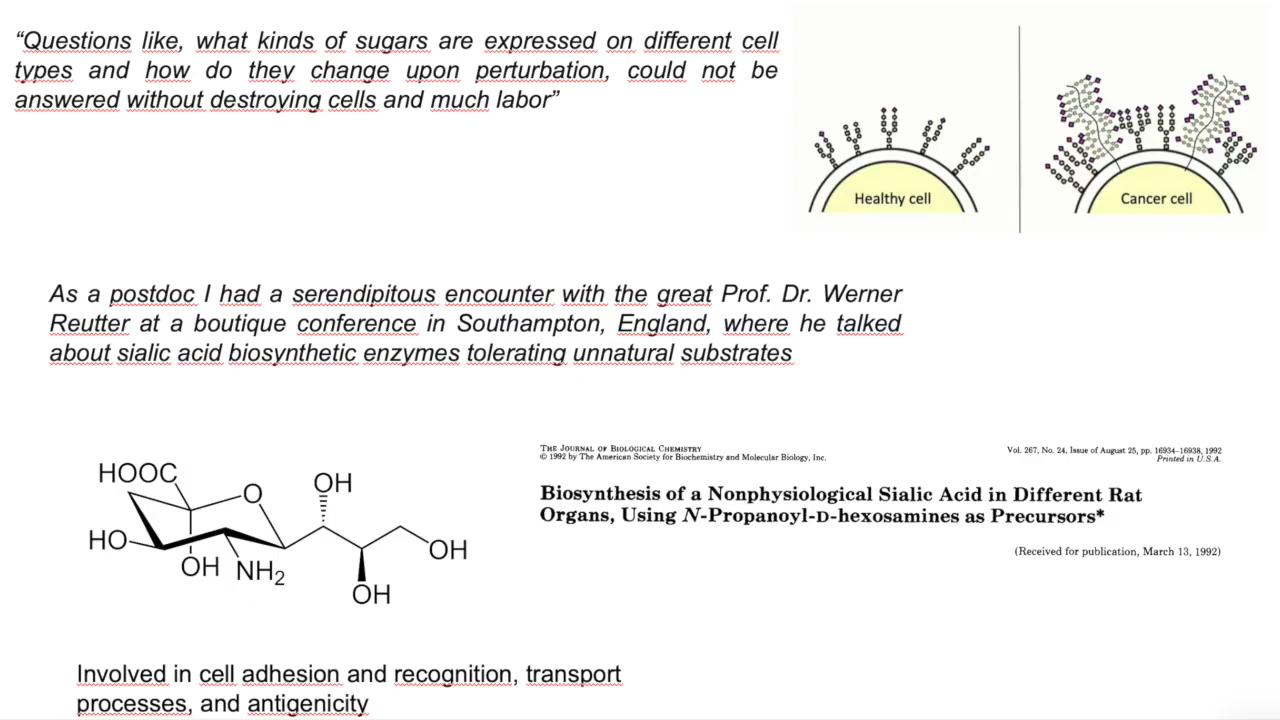 “Questions like, what kinds of sugars are expressed on different cell
types and how do they change upon perturbation, could not be
answered without destroying cells and much labor”
Healthy cell
Cancer cell
As a postdoc I had a serendipitous encounter with the great Prof. Dr. Werner
Reutter at a boutique conference in Southampton, England, where he talked
about sialic acid biosynthetic enzymes tolerating unnatural substrates
HOOC
O
OH
HO
OH
NH2
OH
OH
THE JOURNAL OF BIOLOGICAL CHEMISTRY
© 1992 by The American Society for Biochemistry and Molecular Biology, Inc.
Vol. 267, No. 24, Issue of August 25, pp. 16934–16938, 1992
Printed in U.S.A.
Biosynthesis of a Nonphysiological Sialic Acid in Different Rat
Organs, Using N-Propanoyl-D-hexosamines as Precursors*
(Received for publication, March 13, 1992)
Involved in cell adhesion and recognition, transport
processes, and antigenicity